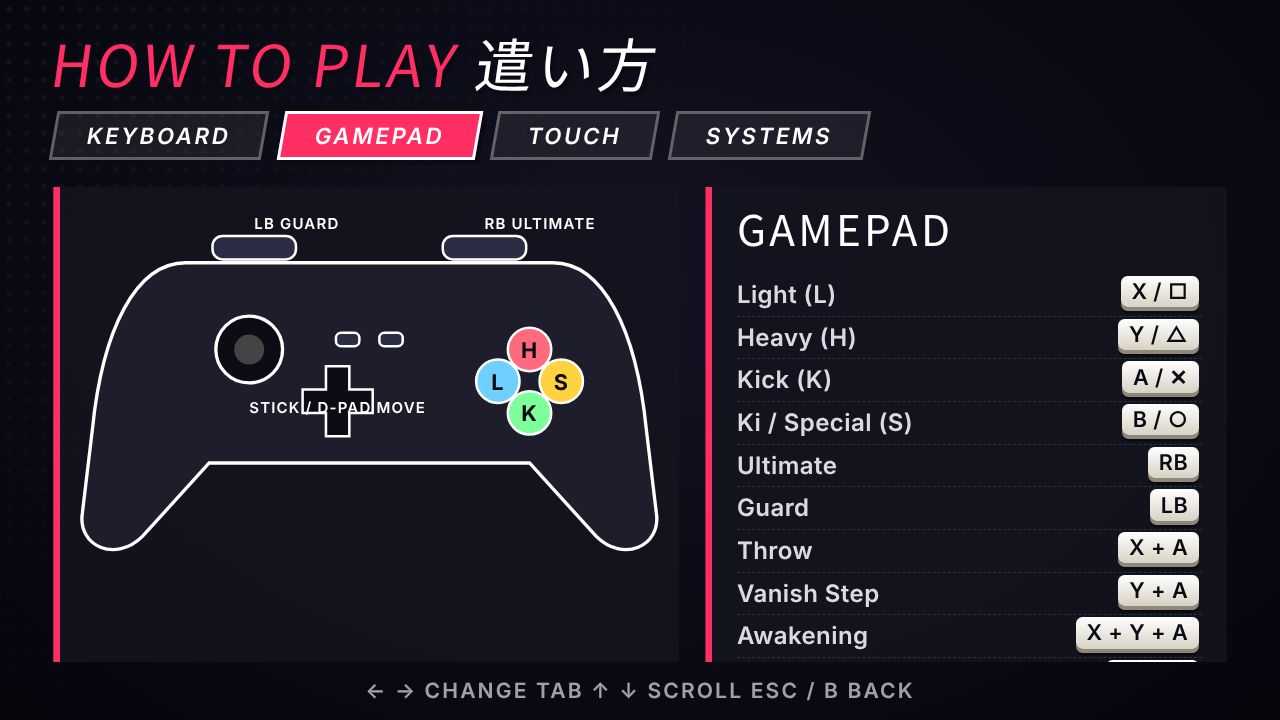 HOW TO PLAY 遣い方
KEYBOARD
GAMEPAD
TOUCH
SYSTEMS
LB GUARD
RB ULTIMATE
H
L
S
K
STICK / D-PAD MOVE
GAMEPAD
Light (L) X / □
Heavy (H) Y / △
Kick (K) A / ✕
Ki / Special (S) B / ○
Ultimate RB
Guard LB
Throw X + A
Vanish Step Y + A
Awakening X + Y + A
← → CHANGE TAB ↑ ↓ SCROLL ESC / B BACK